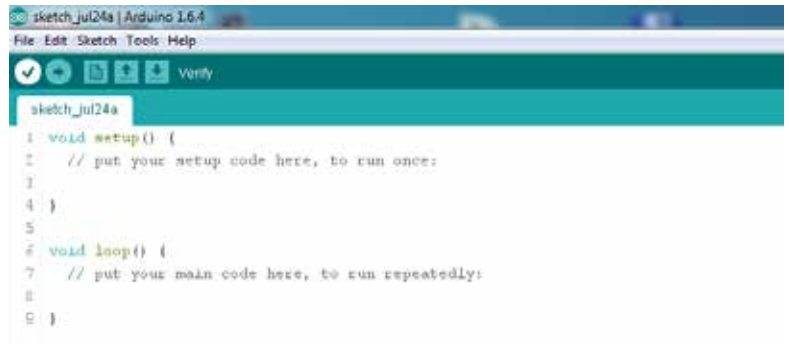 sketch_jul24a | Arduino 1.6.4
File Edit Sketch Tools Help
Verify
sketch_jul24a
1 void setup() {
2   // put your setup code here, to run once:
3
4 }
5
6 void loop() {
7   // put your main code here, to run repeatedly:
8
9 }